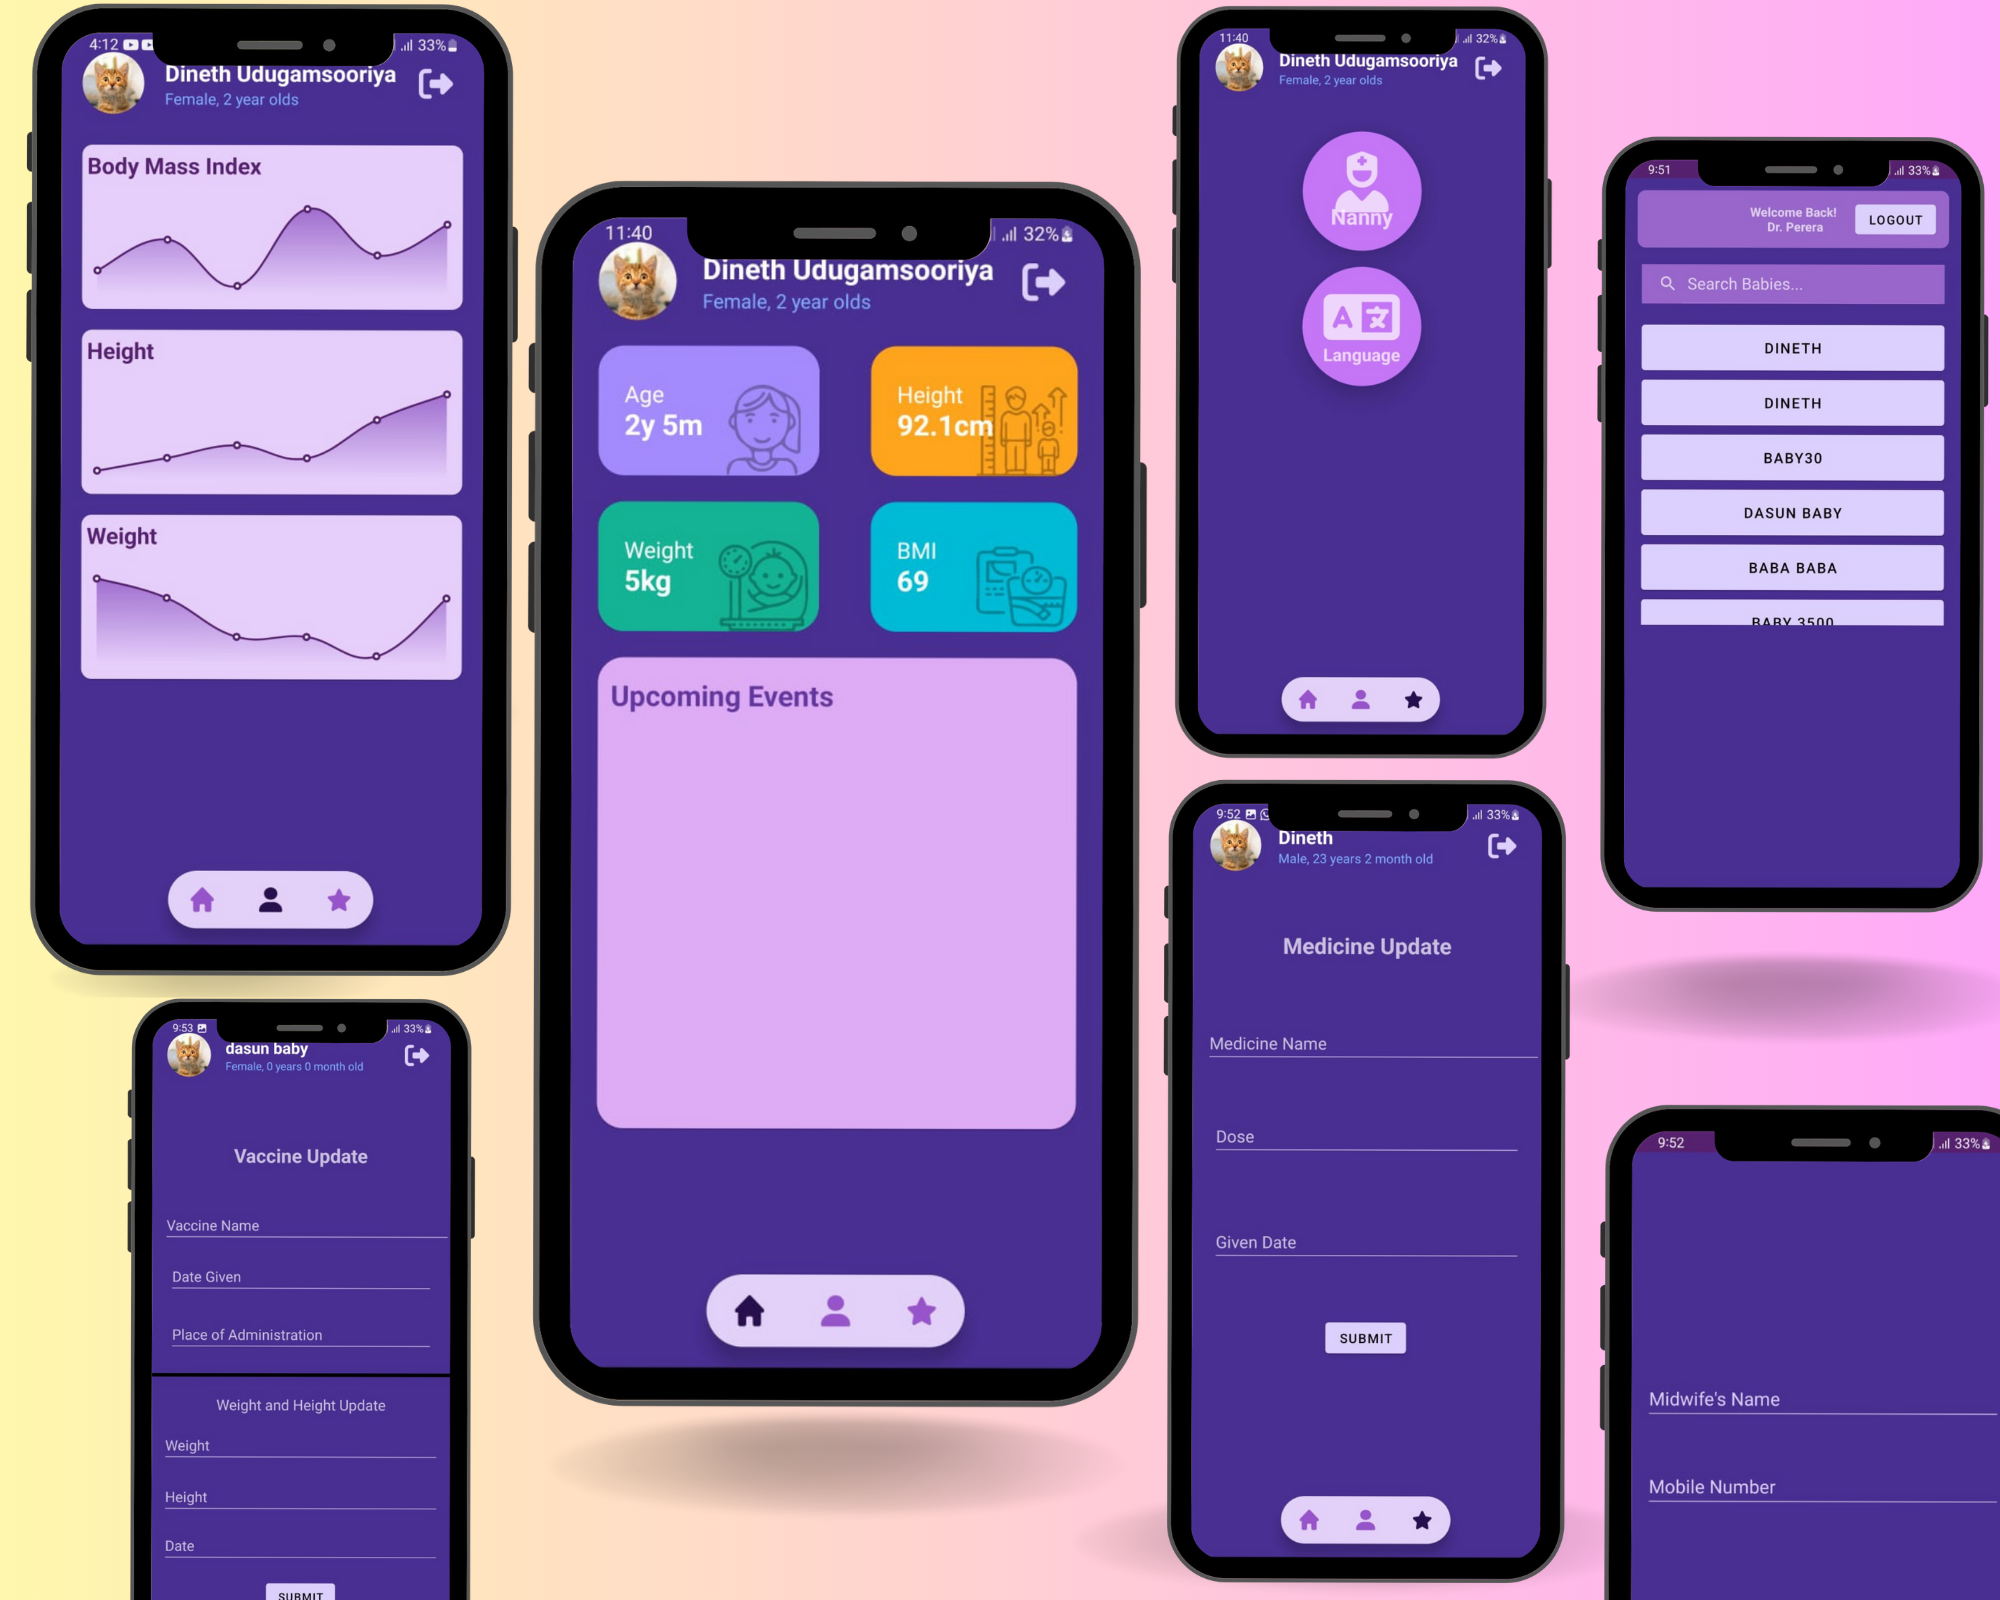 4:12
33%
Dineth Udugamsooriya
Female, 2 year olds
Body Mass Index
Height
Weight
11:40
32%
Dineth Udugamsooriya
Female, 2 year olds
Age
2y 5m
Height
92.1cm
Weight
5kg
BMI
69
Upcoming Events
11:40
32%
Dineth Udugamsooriya
Female, 2 year olds
Nanny
A 文
Language
9:51
33%
Welcome Back!
Dr. Perera
LOGOUT
Search Babies...
DINETH
DINETH
BABY30
DASUN BABY
BABA BABA
BABY 3500
9:53
33%
dasun baby
Female, 0 years 0 month old
Vaccine Update
Vaccine Name
Date Given
Place of Administration
Weight and Height Update
Weight
Height
Date
SUBMIT
9:52
33%
Dineth
Male, 23 years 2 month old
Medicine Update
Medicine Name
Dose
Given Date
SUBMIT
9:52
33%
Midwife's Name
Mobile Number